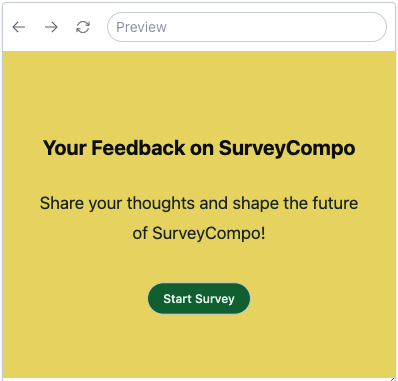 Preview
Your Feedback on SurveyCompo
Share your thoughts and shape the future
of SurveyCompo!
Start Survey